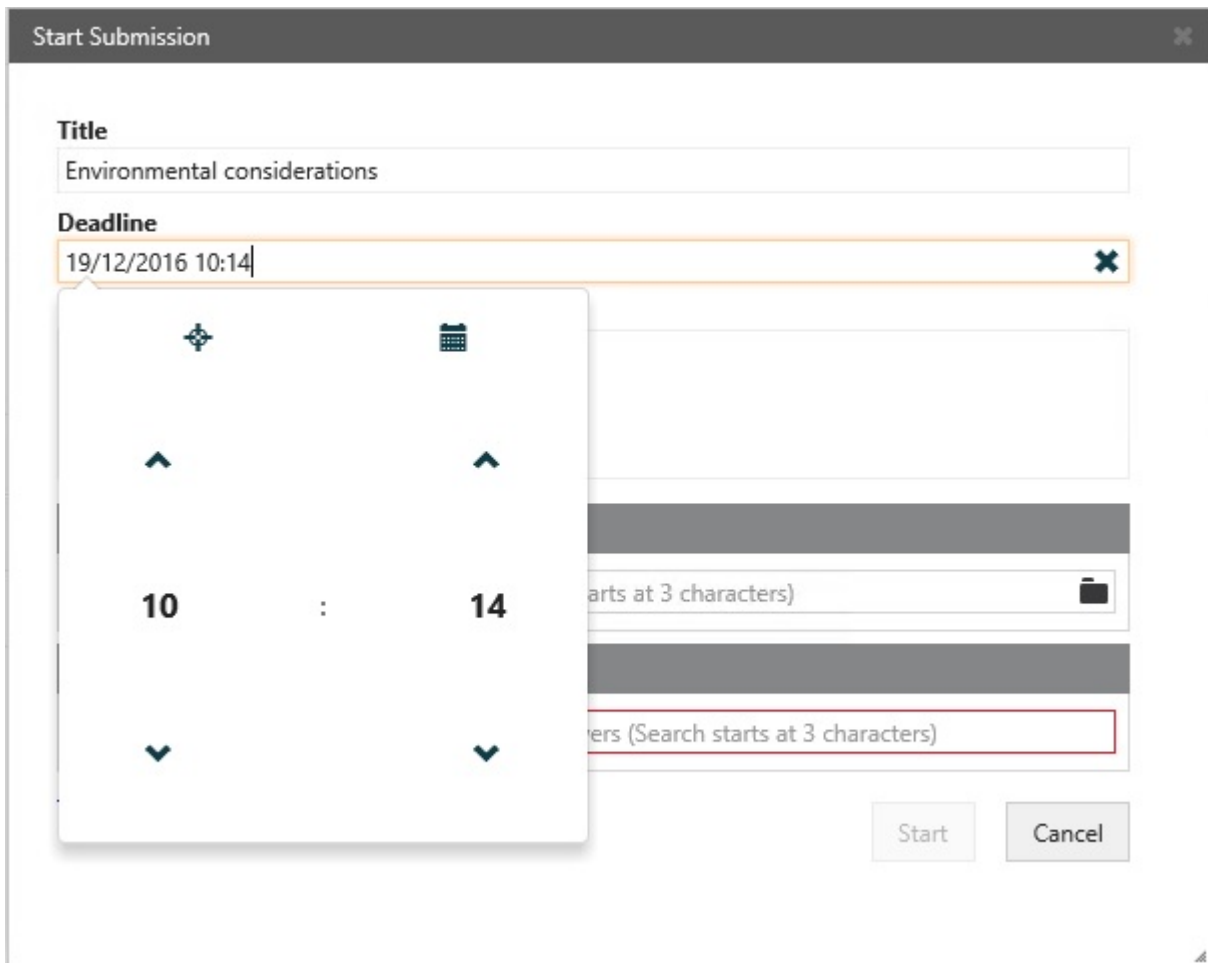 Start Submission
Title
Environmental considerations
Deadline
19/12/2016 10:14
10 : 14
arts at 3 characters)
(Search starts at 3 characters)
Start
Cancel